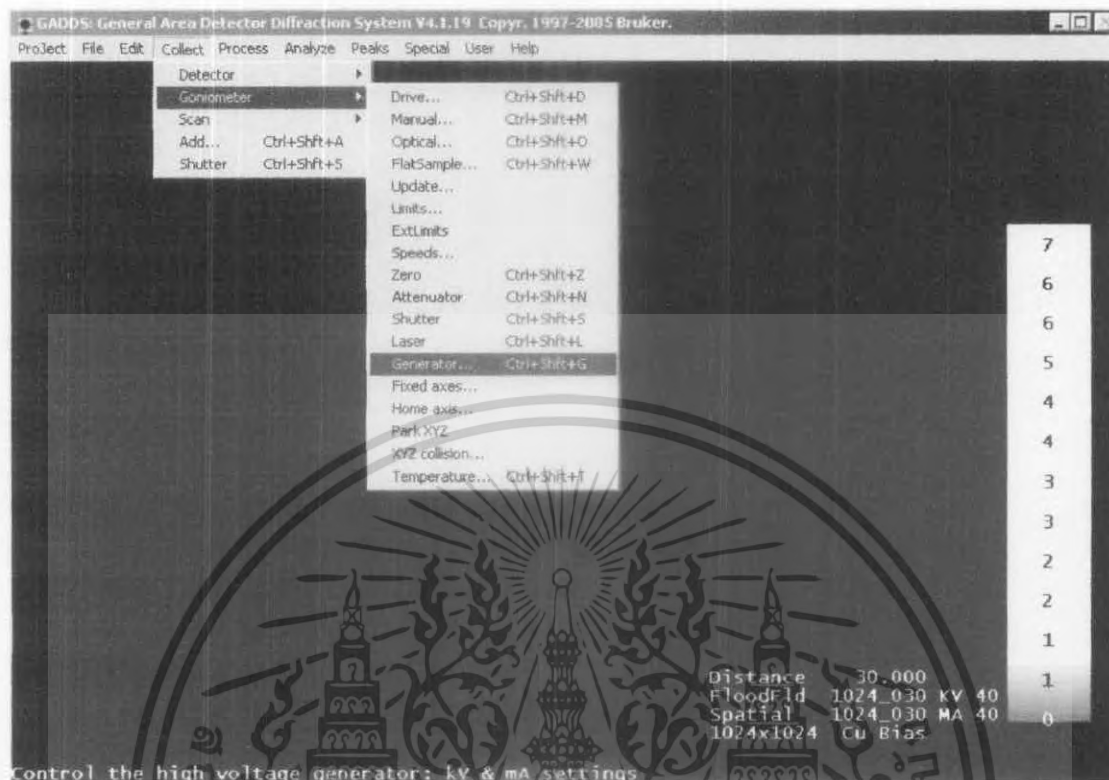 GADDS: General Area Detector Diffraction System V4.1.19 Copyr. 1997-2005 Bruker.
ProJect File Edit Collect Process Analyze Peaks Special User Help
Detector
Goniometer
Scan
Add... Ctrl+Shft+A
Shutter Ctrl+Shft+S
Drive... Ctrl+Shft+D
Manual... Ctrl+Shft+M
Optical... Ctrl+Shft+O
FlatSample... Ctrl+Shft+W
Update...
Limits...
ExtLimits
Speeds...
Zero Ctrl+Shft+Z
Attenuator Ctrl+Shft+N
Shutter Ctrl+Shft+S
Laser Ctrl+Shft+L
Generator... Ctrl+Shft+G
Fixed axes...
Home axis...
Park XYZ
XYZ collision...
Temperature... Ctrl+Shft+T
7
6
6
5
4
4
3
3
2
2
1
1
0
Distance 30.000
FloodFld 1024_030 KV 40
Spatial 1024_030 MA 40
1024x1024 Cu Bias
Control the high voltage generator: kV & mA settings